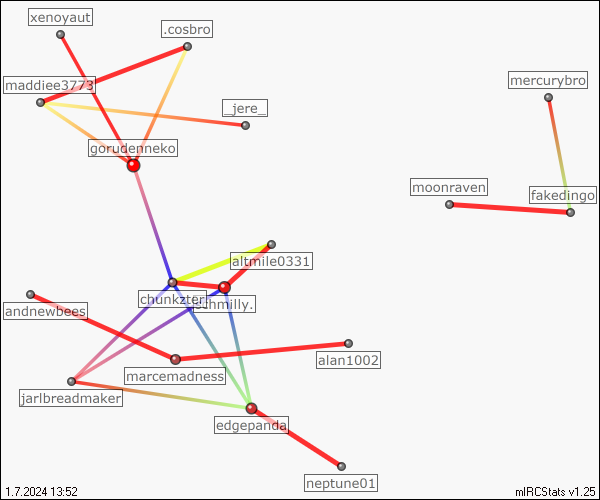 xenoyaut
.cosbro
maddiee3773
mercurybro
_jere_
gorudenneko
moonraven
fakedingo
altmile0331
chunkzter
andnewbees
alan1002
marcemadness
jarlbreadmaker
edgepanda
neptune01
1.7.2024 13:52
mIRCStats v1.25